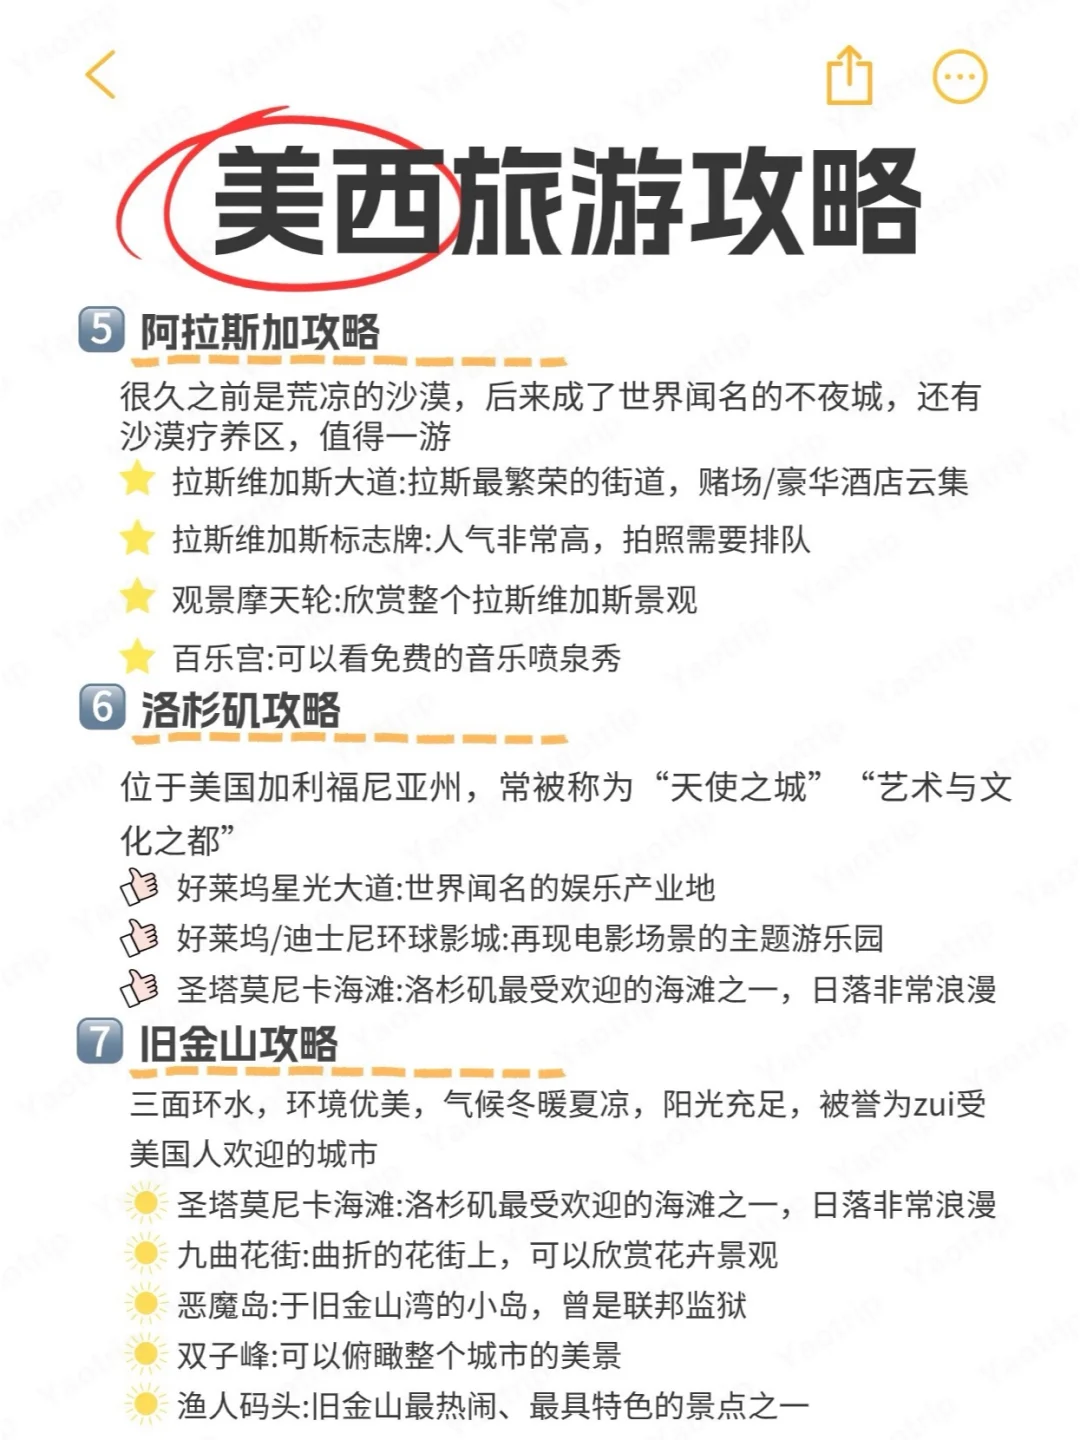 美西旅游攻略
5 阿拉斯加攻略
很久之前是荒凉的沙漠，后来成了世界闻名的不夜城，还有
沙漠疗养区，值得一游
拉斯维加斯大道:拉斯最繁荣的街道，赌场/豪华酒店云集
拉斯维加斯标志牌:人气非常高，拍照需要排队
观景摩天轮:欣赏整个拉斯维加斯景观
百乐宫:可以看免费的音乐喷泉秀
6 洛杉矶攻略
位于美国加利福尼亚州，常被称为“天使之城”“艺术与文
化之都”
好莱坞星光大道:世界闻名的娱乐产业地
好莱坞/迪士尼环球影城:再现电影场景的主题游乐园
圣塔莫尼卡海滩:洛杉矶最受欢迎的海滩之一，日落非常浪漫
7 旧金山攻略
三面环水，环境优美，气候冬暖夏凉，阳光充足，被誉为zui受
美国人欢迎的城市
圣塔莫尼卡海滩:洛杉矶最受欢迎的海滩之一，日落非常浪漫
九曲花街:曲折的花街上，可以欣赏花卉景观
恶魔岛:于旧金山湾的小岛，曾是联邦监狱
双子峰:可以俯瞰整个城市的美景
渔人码头:旧金山最热闹、最具特色的景点之一
Yaotrip